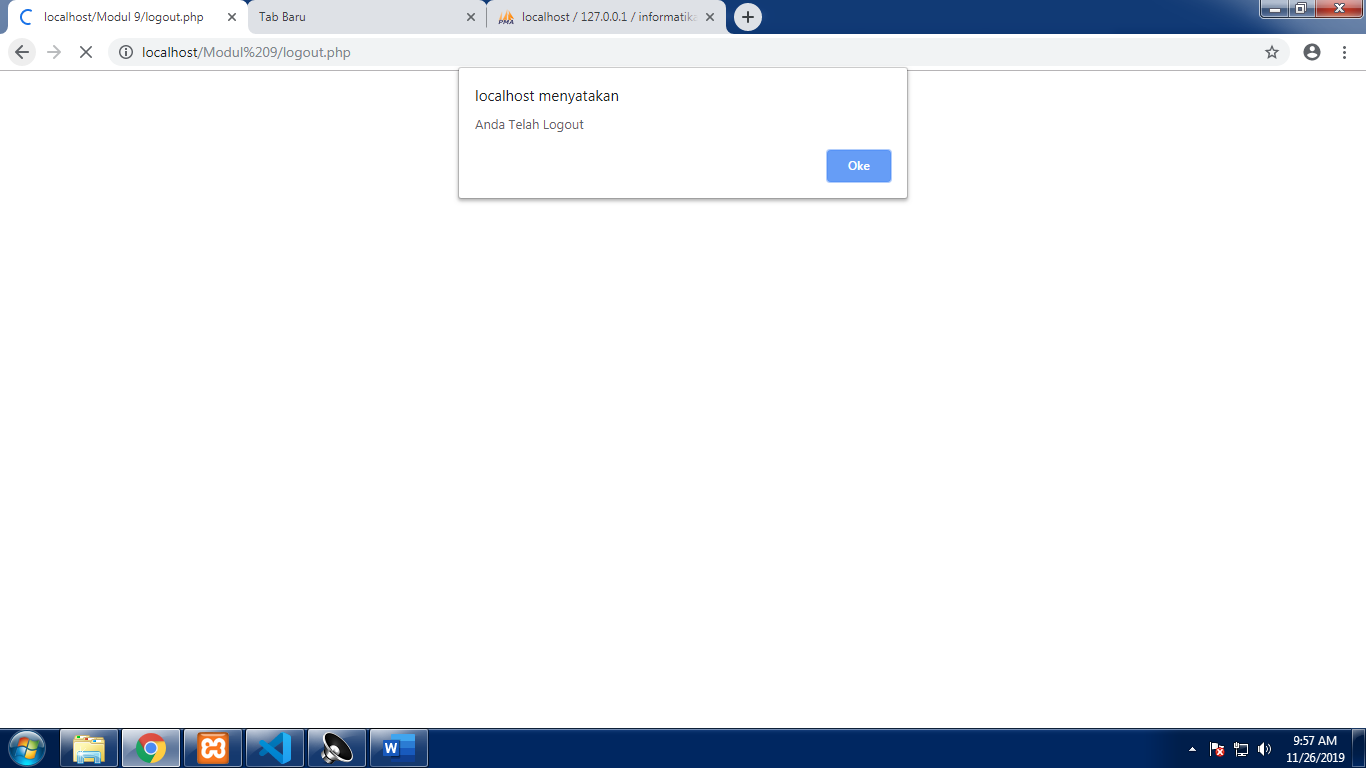 localhost/Modul 9/logout.php
Tab Baru
localhost / 127.0.0.1 / informatika
localhost/Modul%209/logout.php
localhost menyatakan
Anda Telah Logout
Oke
9:57 AM
11/26/2019